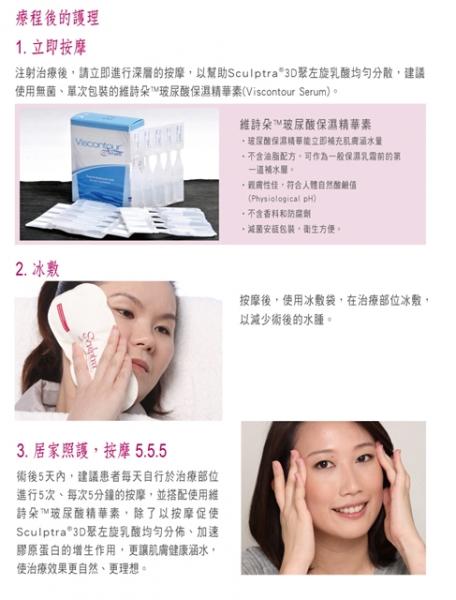 療程後的護理
1. 立即按摩
注射治療後，請立即進行深層的按摩，以幫助Sculptra®3D聚左旋乳酸均勻分散，建議
使用無菌、單次包裝的維詩朵™玻尿酸保濕精華素(Viscontour Serum)。
Viscontour
Serum
維詩朵™玻尿酸保濕精華素
・玻尿酸保濕精華能立即補充肌膚涵水量
・不含油脂配方，可作為一般保濕乳霜前的第
一道補水層。
・親膚性佳，符合人體自然酸鹼值
(Physiological pH)
・不含香料和防腐劑
・滅菌安瓿包裝，衛生方便。
2. 冰敷
Sculptra
按摩後，使用冰敷袋，在治療部位冰敷，
以減少術後的水腫。
3. 居家照護，按摩 5.5.5
術後5天內，建議患者每天自行於治療部位
進行5次、每次5分鐘的按摩，並搭配使用維
詩朵™玻尿酸精華素，除了以按摩促使
Sculptra®3D聚左旋乳酸均勻分佈、加速
膠原蛋白的增生作用，更讓肌膚健康涵水，
使治療效果更自然、更理想。